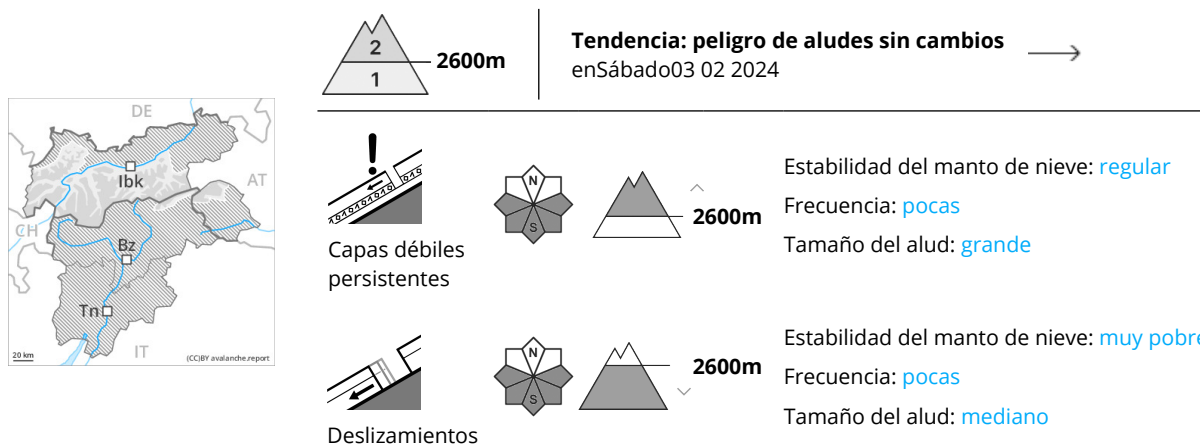 2
1
2600m
Tendencia: peligro de aludes sin cambios
enSábado03 02 2024
DE
Ibk
AT
CH
Bz
Tn
IT
20 km
(CC)BY avalanche.report
N
S
2600m
Capas débiles
persistentes
Estabilidad del manto de nieve: regular
Frecuencia: pocas
Tamaño del alud: grande
N
S
2600m
Deslizamientos
Estabilidad del manto de nieve: muy pobre
Frecuencia: pocas
Tamaño del alud: mediano